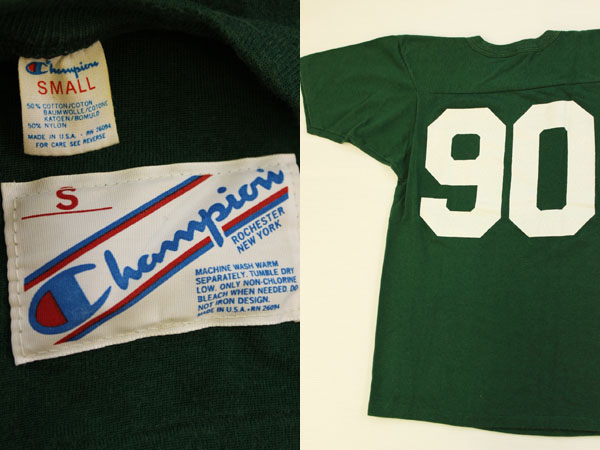 Champion
SMALL
50% COTTON/COTON
BAUMWOLLE/COTONE
KATOEN/ROMULD
50% NYLON
MADE IN U.S.A. • RN 26094
FOR CARE SEE REVERSE
S
Champion
ROCHESTER
NEW YORK
MACHINE WASH WARM
SEPARATELY. TUMBLE DRY
LOW. ONLY NON-CHLORINE
BLEACH WHEN NEEDED. DO
NOT IRON DESIGN.
MADE IN U.S.A. • RN 26094
90